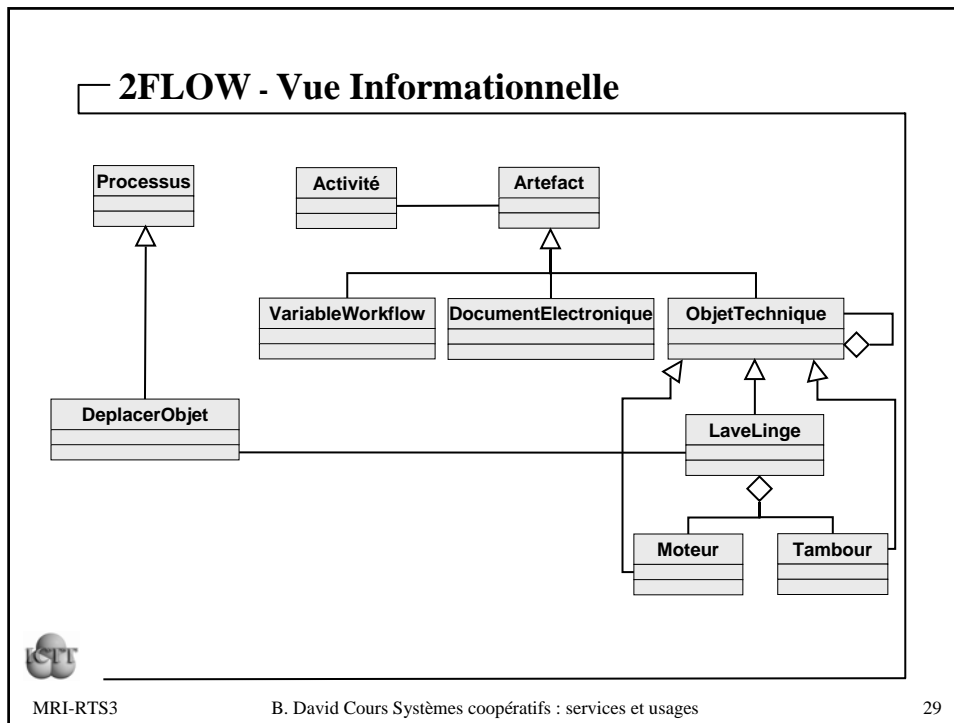 2FLOW - Vue Informationnelle
Processus
Activité
Artefact
VariableWorkflow
DocumentElectronique
ObjetTechnique
DeplacerObjet
LaveLinge
Moteur
Tambour
ICTT
MRI-RTS3
B. David Cours Systèmes coopératifs : services et usages
29